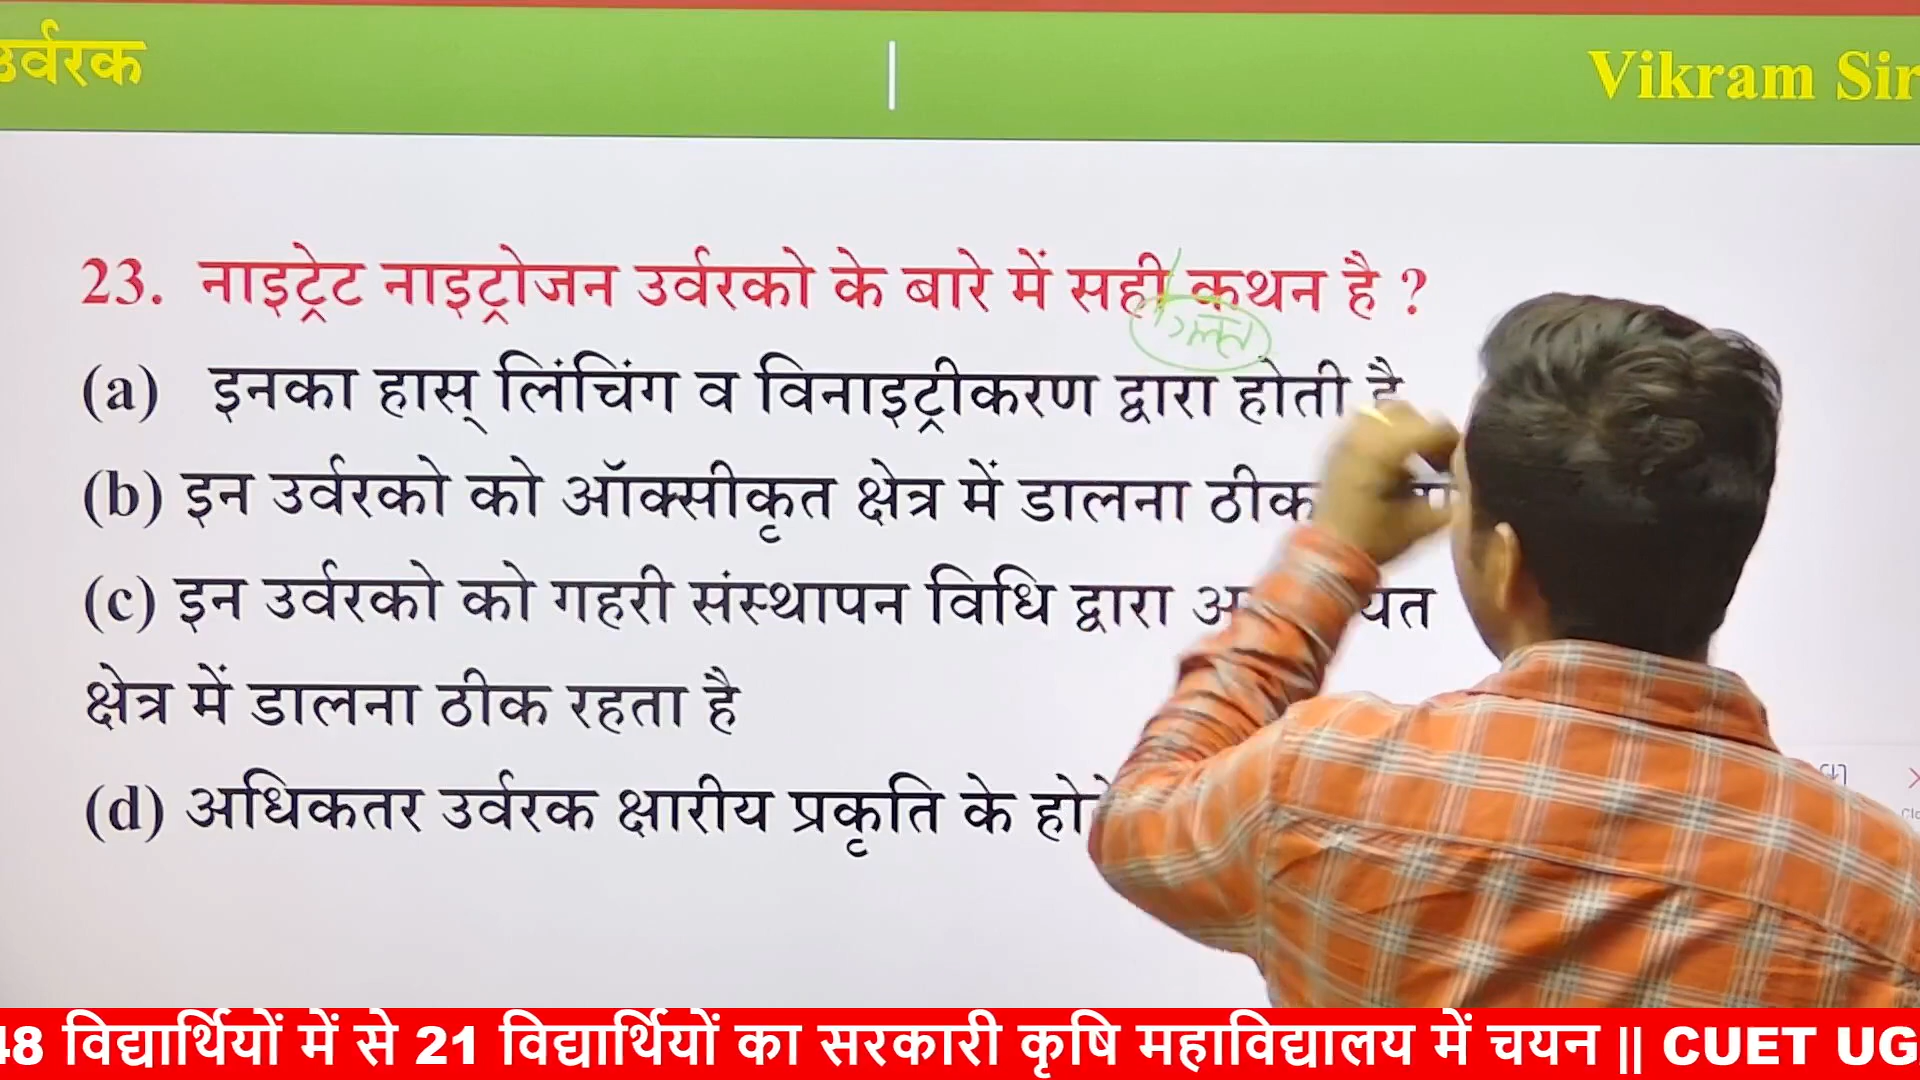 उर्वरक | Vikram Sir
23. नाइट्रेट नाइट्रोजन उर्वरको के बारे में सही कथन है ?
गलत
(a) इनका हास् लिंचिंग व विनाइट्रीकरण द्वारा होती है
(b) इन उर्वरको को ऑक्सीकृत क्षेत्र में डालना ठीक
(c) इन उर्वरको को गहरी संस्थापन विधि द्वारा
क्षेत्र में डालना ठीक रहता है
(d) अधिकतर उर्वरक क्षारीय प्रकृति के
48 विद्यार्थियों में से 21 विद्यार्थियों का सरकारी कृषि महाविद्यालय में चयन || CUET UG